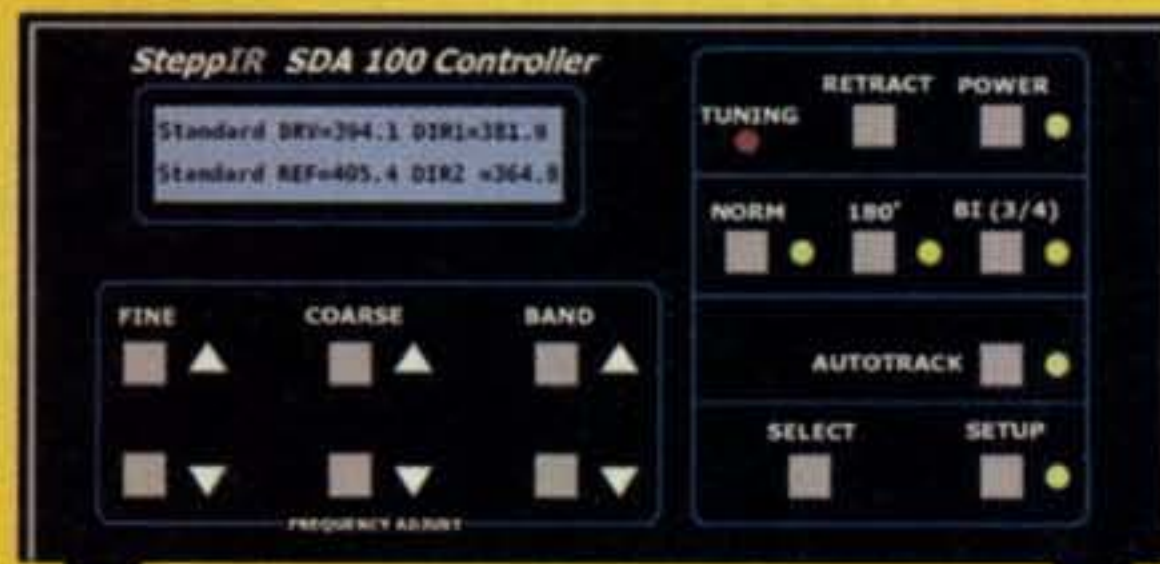 SteppIR SDA 100 Controller
Standard DRV=394.1 DIR1=381.0
Standard REF=405.4 DIR2 =364.8
FINE
COARSE
BAND
FREQUENCY ADJUST
TUNING
RETRACT
POWER
NORM
180°
BI (3/4)
AUTOTRACK
SELECT
SETUP